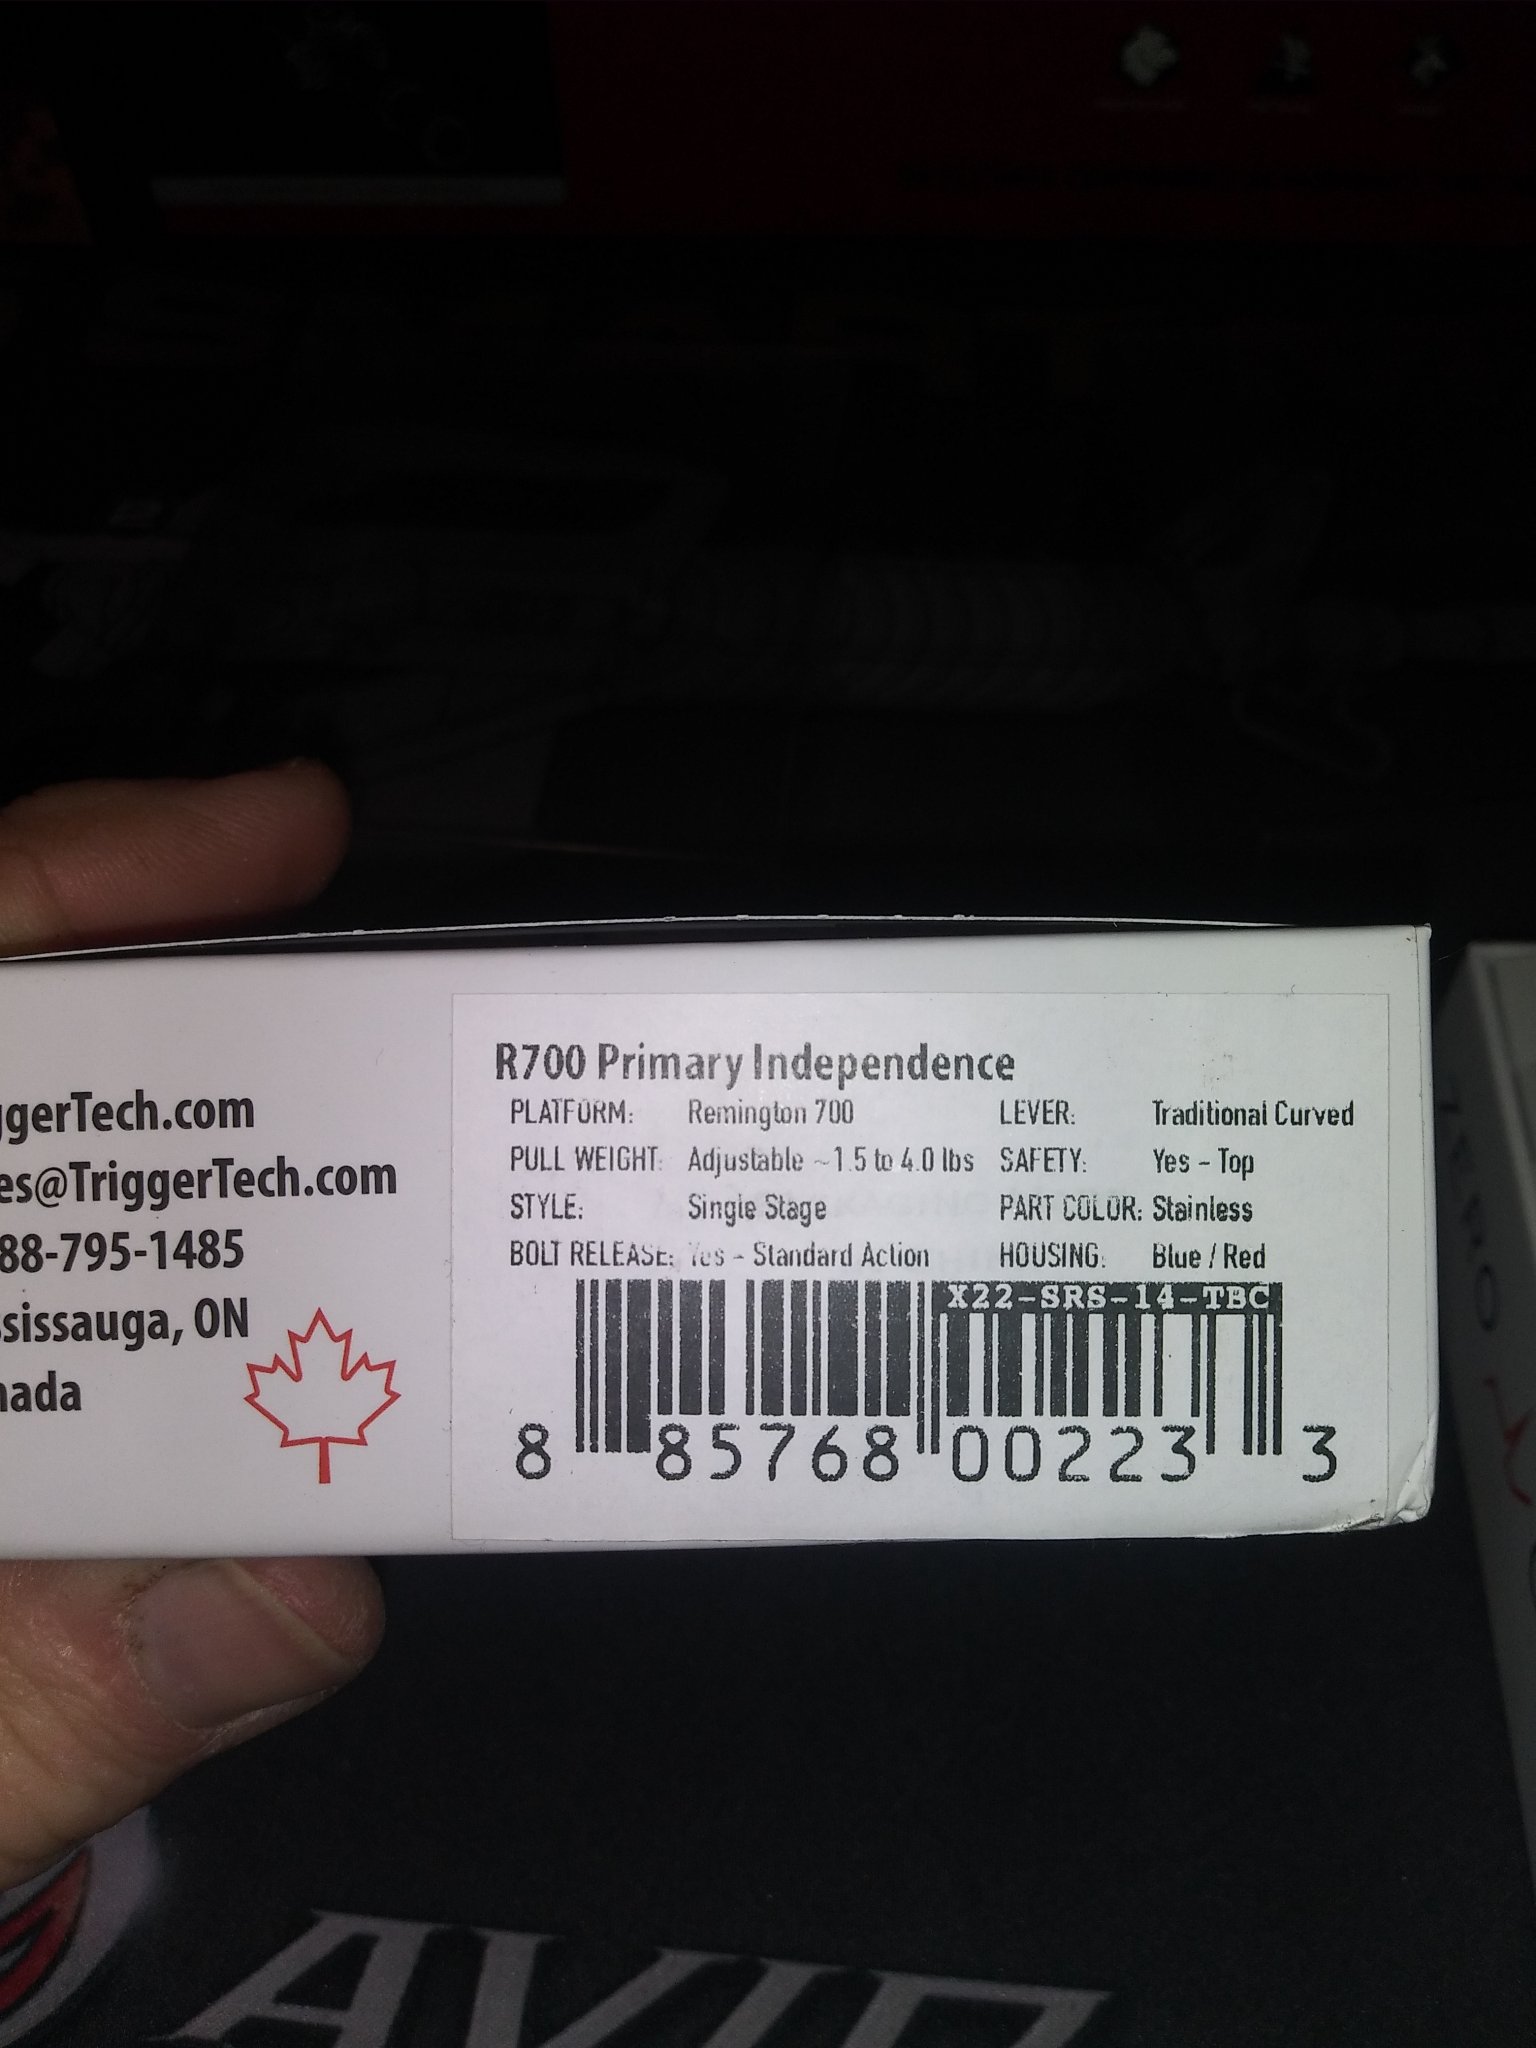 ggerTech.com
es@TriggerTech.com
88-795-1485
sissauga, ON
nada
R700 Primary Independence
PLATFORM: Remington 700 LEVER: Traditional Curved
PULL WEIGHT: Adjustable ~1.5 to 4.0 lbs SAFETY: Yes - Top
STYLE: Single Stage PART COLOR: Stainless
BOLT RELEASE: Yes - Standard Action HOUSING: Blue / Red
X22-SRS-14-TBC
8 85768 00223 3
AVID